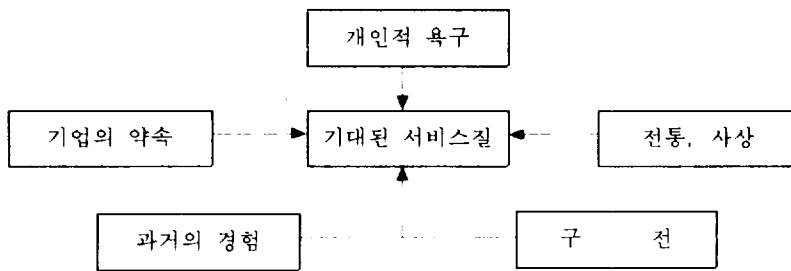 개인적 욕구
기업의 약속
기대된 서비스질
전통, 사상
과거의 경험
구 전